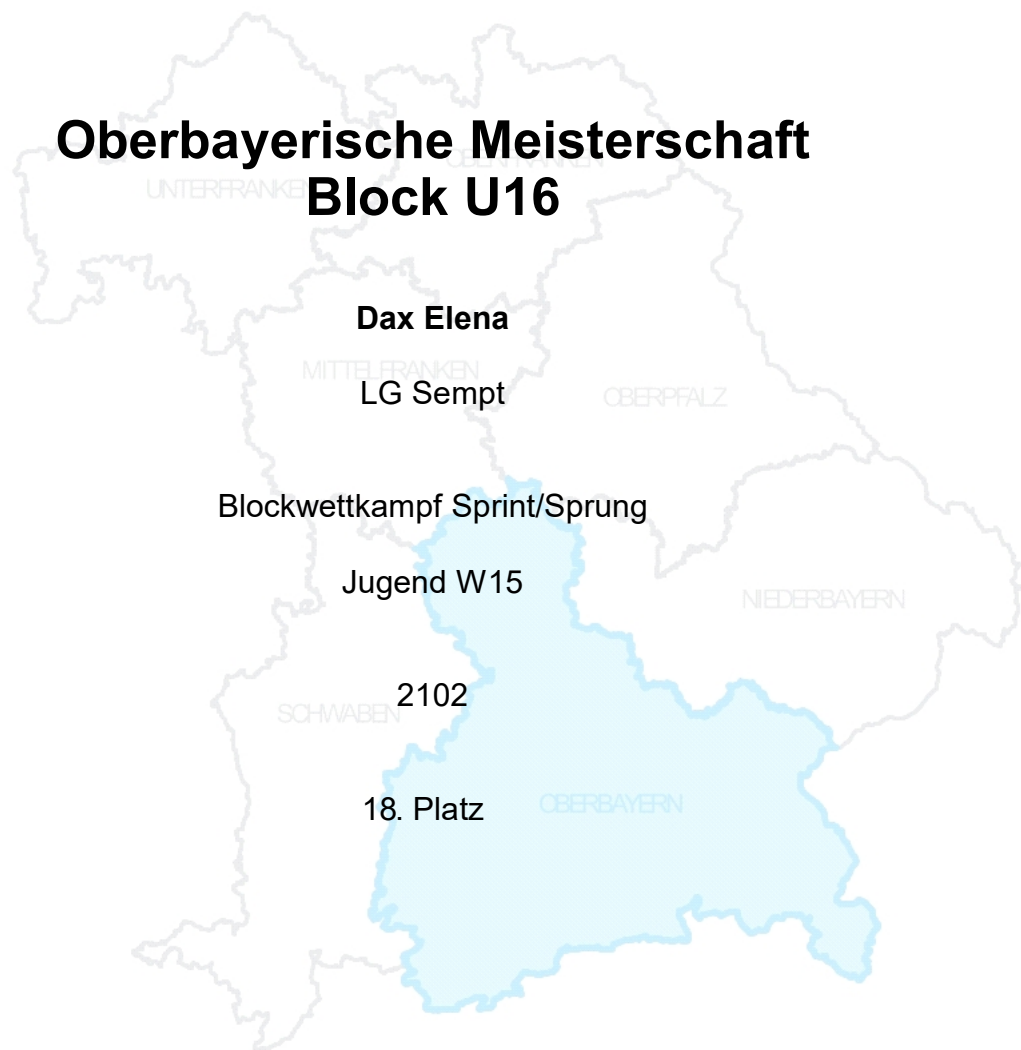 Oberbayerische Meisterschaft
OBERFRANKEN
UNTERFRANKEN
Block U16
Dax Elena
MITTELFRANKEN
LG Sempt
OBERPFALZ
Blockwettkampf Sprint/Sprung
Jugend W15
NIEDERBAYERN
2102
SCHWABEN
18. Platz
OBERBAYERN